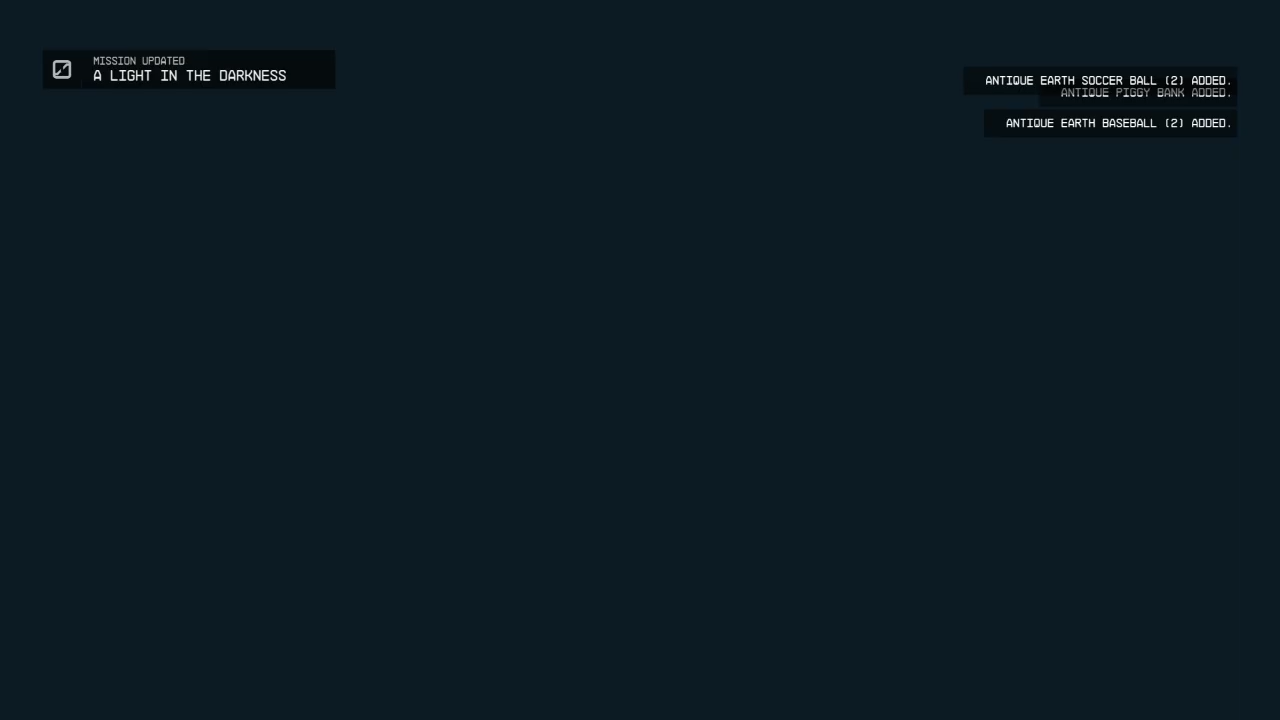 MISSION UPDATED
A LIGHT IN THE DARKNESS
ANTIQUE EARTH SOCCER BALL (2) ADDED.
ANTIQUE PIGGY BANK ADDED.
ANTIQUE EARTH BASEBALL (2) ADDED.